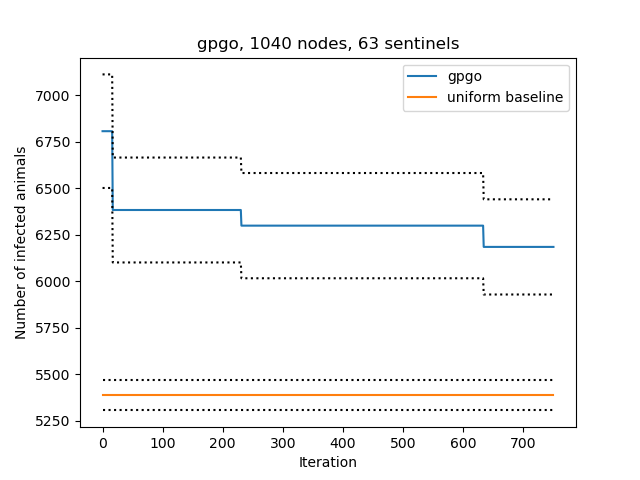 gpgo, 1040 nodes, 63 sentinels
gpgo
uniform baseline
7000
6750
6500
6250
6000
5750
5500
5250
Number of infected animals
0 100 200 300 400 500 600 700
Iteration